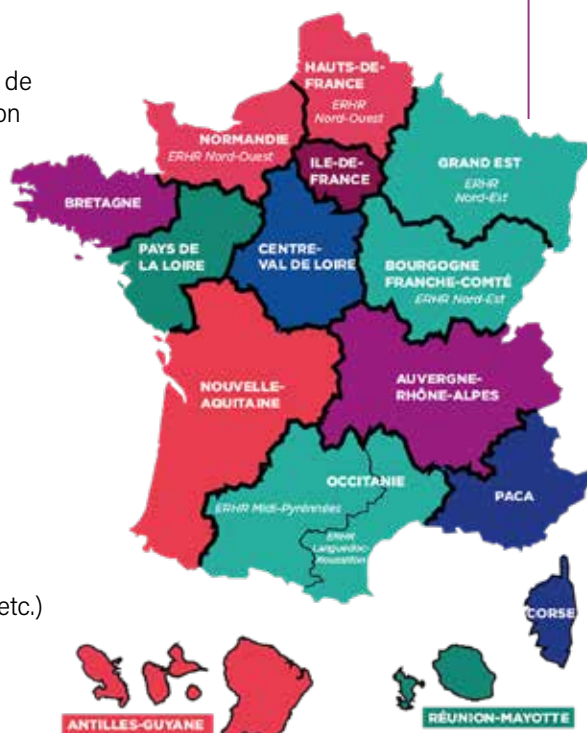 de
on
HAUTS-DE-
FRANCE
ERHR
Nord-Ouest
NORMANDIE
ERHR Nord-Ouest
ILE-DE-
FRANCE
GRAND EST
ERHR
Nord-Est
BRETAGNE
PAYS DE
LA LOIRE
CENTRE-
VAL DE LOIRE
BOURGOGNE
FRANCHE-COMTÉ
ERHR Nord-Est
NOUVELLE-
AQUITAINE
AUVERGNE-
RHÔNE-ALPES
OCCITANIE
ERHR Midi-Pyrénées
ERHR
Languedoc-
Roussillon
PACA
CORSE
etc.)
ANTILLES-GUYANE
RÉUNION-MAYOTTE